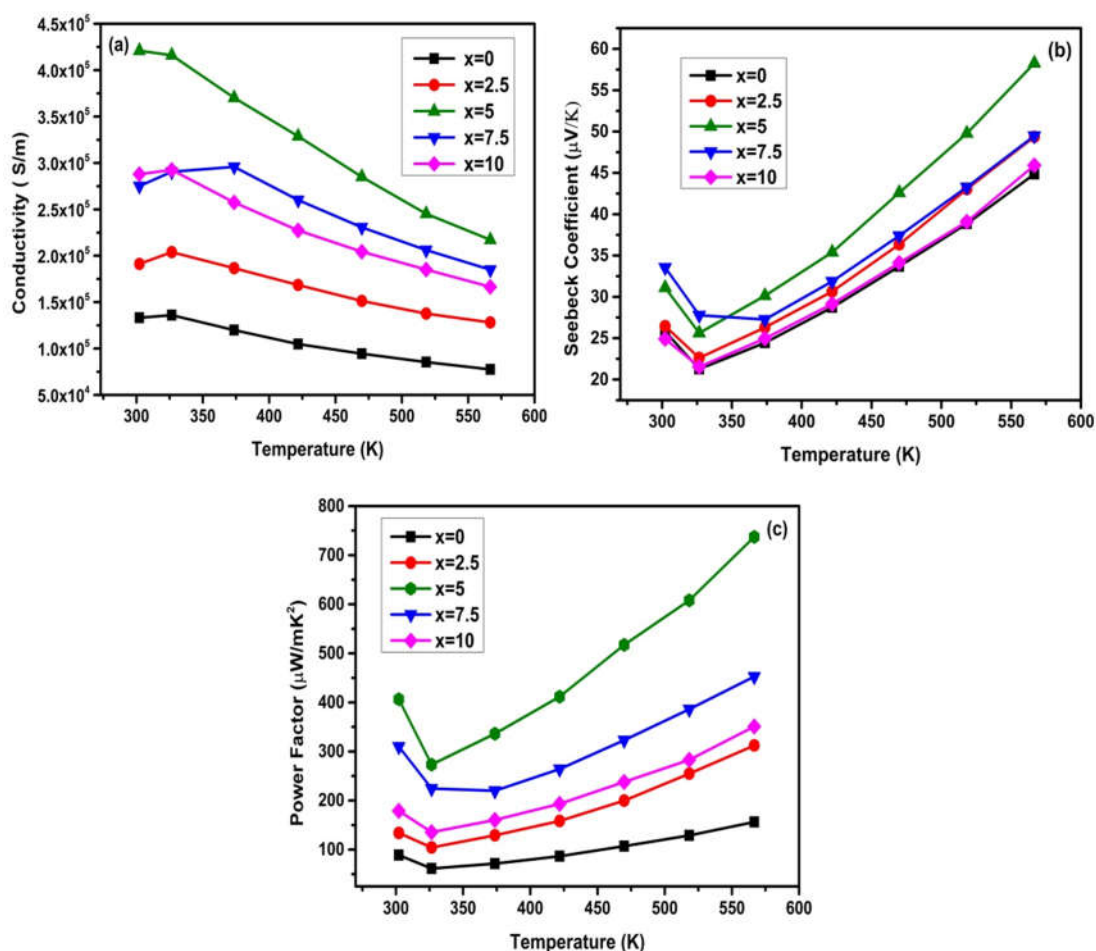 (a)
x=0
x=2.5
x=5
x=7.5
x=10
4.5x10⁵
4.0x10⁵
3.5x10⁵
3.0x10⁵
2.5x10⁵
2.0x10⁵
1.5x10⁵
1.0x10⁵
5.0x10⁴
Conductivity ( S/m)
300 350 400 450 500 550 600
Temperature (K)
(b)
x=0
x=2.5
x=5
x=7.5
x=10
60
55
50
45
40
35
30
25
20
Seebeck Coefficient (μV/K)
300 350 400 450 500 550 600
Temperature (K)
(c)
x=0
x=2.5
x=5
x=7.5
x=10
800
700
600
500
400
300
200
100
Power Factor (μW/mK²)
300 350 400 450 500 550 600
Temperature (K)